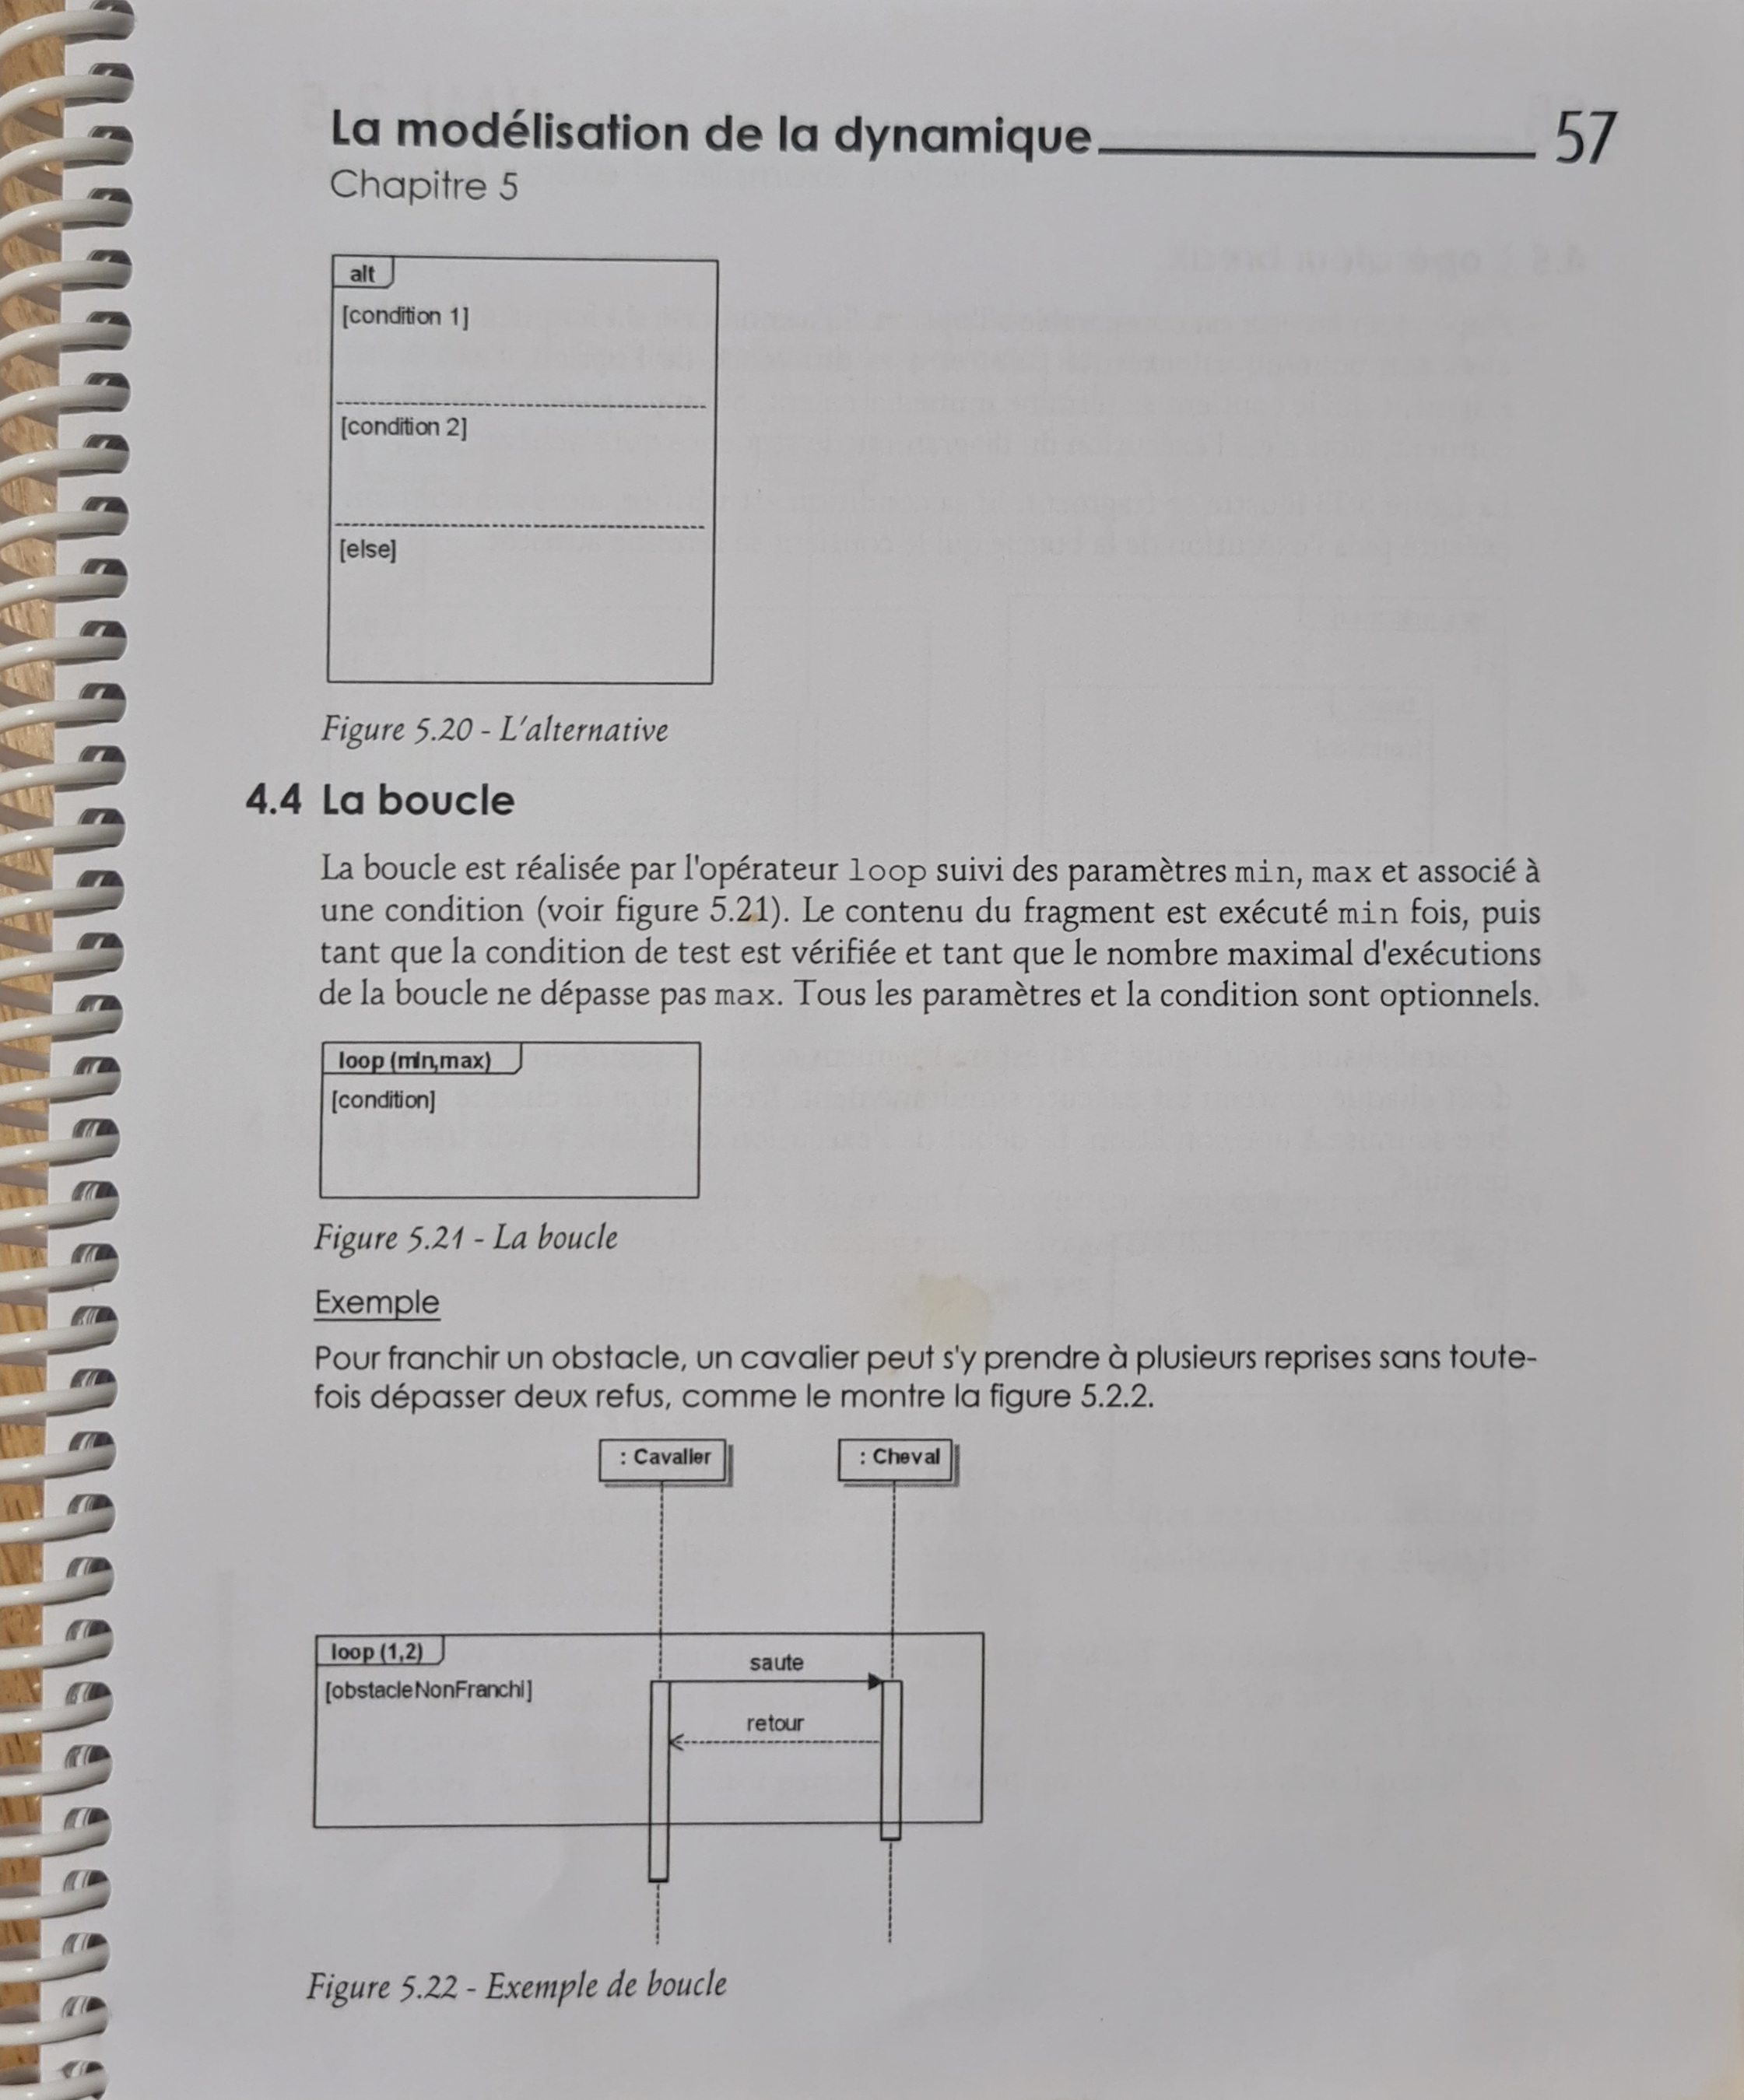 La modélisation de la dynamique 57
Chapitre 5
alt
[condition 1]
[condition 2]
[else]
Figure 5.20 - L'alternative
4.4 La boucle
La boucle est réalisée par l'opérateur loop suivi des paramètres min, max et associé à
une condition (voir figure 5.21). Le contenu du fragment est exécuté min fois, puis
tant que la condition de test est vérifiée et tant que le nombre maximal d'exécutions
de la boucle ne dépasse pas max. Tous les paramètres et la condition sont optionnels.
loop (min,max)
[condition]
Figure 5.21 - La boucle
Exemple
Pour franchir un obstacle, un cavalier peut s'y prendre à plusieurs reprises sans toute-
fois dépasser deux refus, comme le montre la figure 5.2.2.
: Cavalier : Cheval
loop (1,2)
saute
[obstacleNonFranchi]
retour
Figure 5.22 - Exemple de boucle